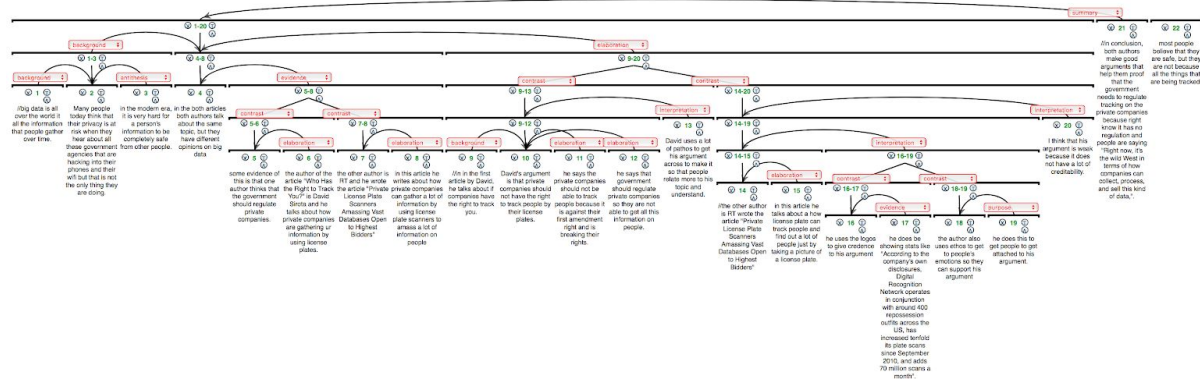 summary
1-20
21
22
background
elaboration
1-3
4-8
9-20
background
antithesis
evidence
contrast
contrast
1
2
3
4
5-8
9-13
14-20
contrast
contrast
interpretation
interpretation
5-6
7-8
9-12
13
14-19
20
elaboration
elaboration
background
elaboration
elaboration
interpretation
5
6
7
8
9
10
11
12
14-15
16-19
elaboration
contrast
contrast
14
15
16-17
18-19
evidence
purpose
16
17
18
19
//big data is all
over the world it
all the information
that people gather
over time.
Many people
today think that
their privacy is at
risk when they
hear about all
these government
agencies that are
hacking into their
phones and their
wifi but that is not
the only thing they
are doing.
in the modern era,
it is very hard for
a person's
information to be
completely safe
from other people.
in the both articles
both authors talk
about the same
topic, but they
have different
opinions on big
data
some evidence of
this is that one
author thinks that
the government
should regulate
private
companies.
the author of the
article "Who Has
the Right to Track
You?" is David
Sirota and he
talks about how
private companies
are gathering ur
information by
using license
plates.
the other author is
RT and he wrote
the article "Private
License Plate
Scanners
Amassing Vast
Databases Open
to Highest
Bidders"
in this article he
writes about how
private companies
can gather a lot of
information by
using license
plate scanners to
amass a lot of
information on
people
//in in the first
article by David,
he talks about if
companies have
the right to track
you.
David's argument
is that private
companies should
not have the right
to track people by
their license
plates.
he says the
private companies
should not be
able to track
because it is
against their first
amendment
right and is
breaking their
rights.
he says that
government
should regulate
private companies
so they are not
able to got all this
information on
people.
David uses a lot
of pathos to got
his argument
across to make it
so that people
relate more to his
topic and
understand.
//the other author
is RT wrote the
article "Private
License Plate
Scanners
Amassing Vast
Databases Open
to Highest
Bidders"
in this article he
talks about a how
license plate can
track people and
find out a lot of
people just by
taking a picture of
a license plate.
he uses the logos
to give credence
to his argument
he does be
showing stats like
"According to the
company's own
disclosures,
Digital
Recognition
Network operates
in conjunction
with around 400
repossession
outfits across the
US, has
increased tenfold
its plate scans
since September
2010, and adds
70 million scans a
month".
the author also
uses ethos to get
to people's
emotions so they
can support his
argument
he does this to
get people to get
attached to his
argument.
I think that his
argument is weak
because it does
not have a lot of
creditability.
//in conclusion,
both authors
make good
arguments that
help them proof
that the
government
needs to regulate
tracking on the
private companies
because right
know it has no
regulation and
people are saying
"Right now, it's
the wild West in
terms of how
companies can
collect, process,
and sell this kind
of data,".
most people
believe that they
are safe, but they
are not because
all the things that
are being tracked